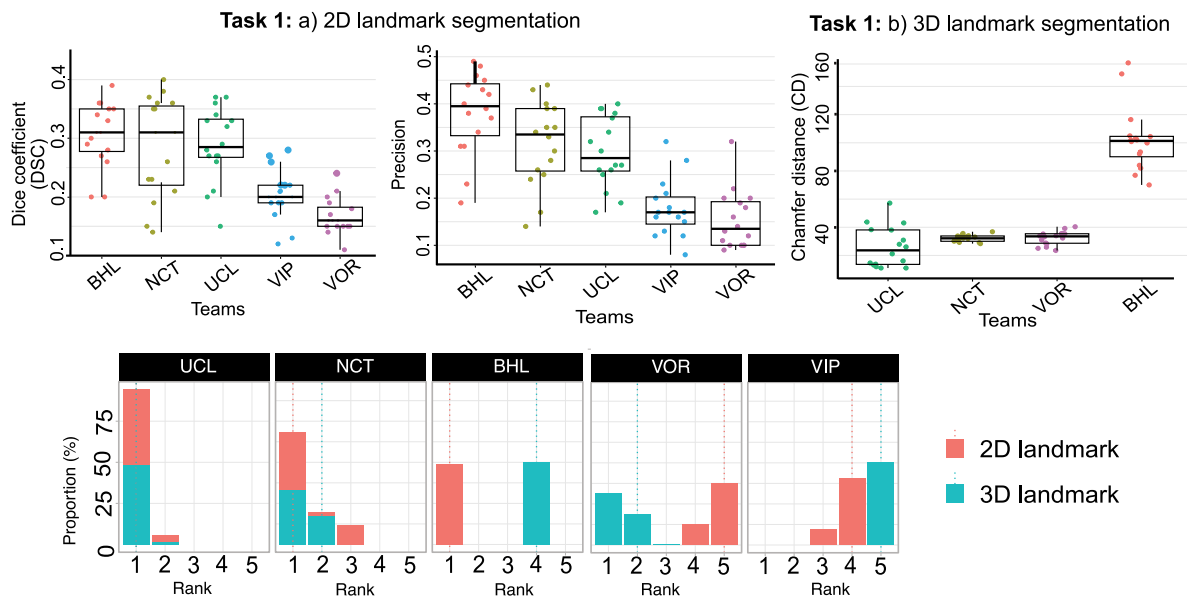 Task 1: a) 2D landmark segmentation
Task 1: b) 3D landmark segmentation
Dice coefficient
(DSC)
0.4
0.3
0.2
0.1
BHL NCT UCL VIP VOR
Teams
Precision
0.5
0.4
0.3
0.2
0.1
BHL NCT UCL VIP VOR
Teams
Chamfer distance (CD)
160
120
80
40
UCL NCT VOR BHL
Teams
UCL NCT BHL VOR VIP
Proportion (%)
75
50
25
0
1 2 3 4 5
1 2 3 4 5
1 2 3 4 5
1 2 3 4 5
1 2 3 4 5
Rank
Rank
Rank
Rank
Rank
2D landmark
3D landmark